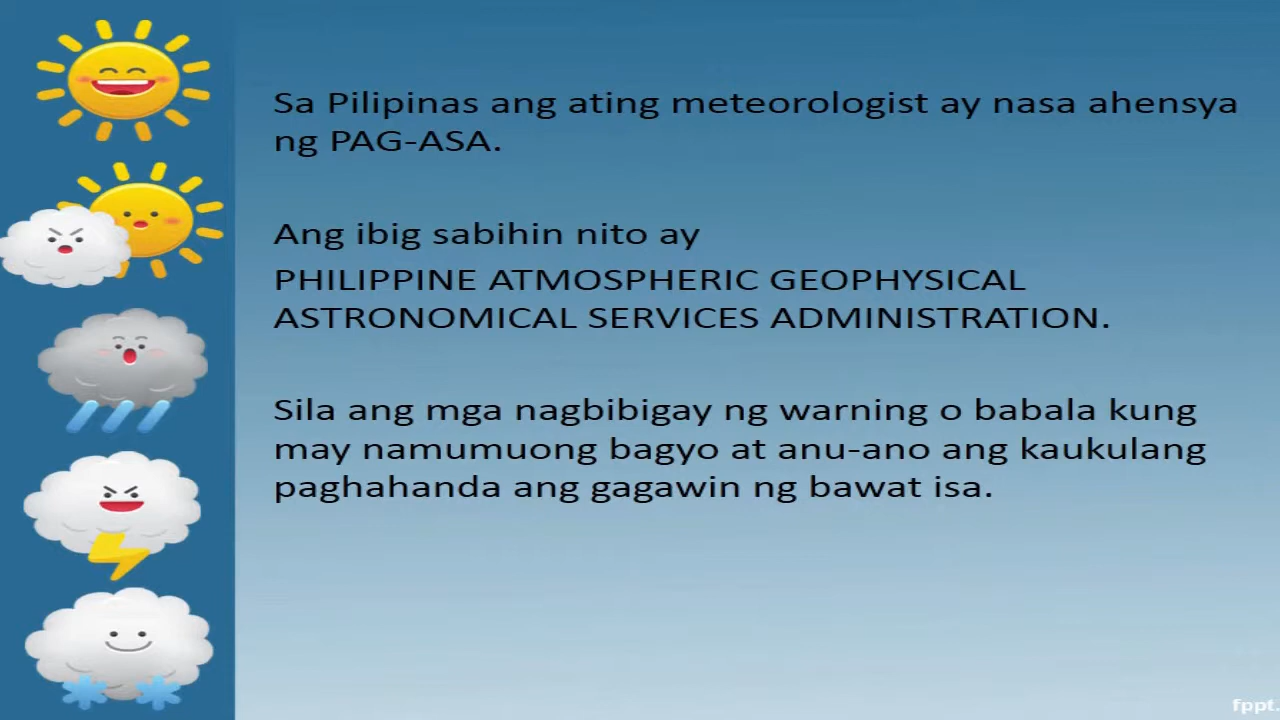 Sa Pilipinas ang ating meteorologist ay nasa ahensya
ng PAG-ASA.
Ang ibig sabihin nito ay
PHILIPPINE ATMOSPHERIC GEOPHYSICAL
ASTRONOMICAL SERVICES ADMINISTRATION.
Sila ang mga nagbibigay ng warning o babala kung
may namumuong bagyo at anu-ano ang kaukulang
paghahanda ang gagawin ng bawat isa.
fppt.